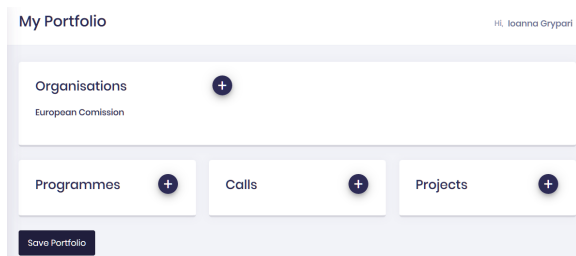 My Portfolio
Hi, Ioanna Grypari
Organisations
European Comission
Programmes
Calls
Projects
Save Portfolio